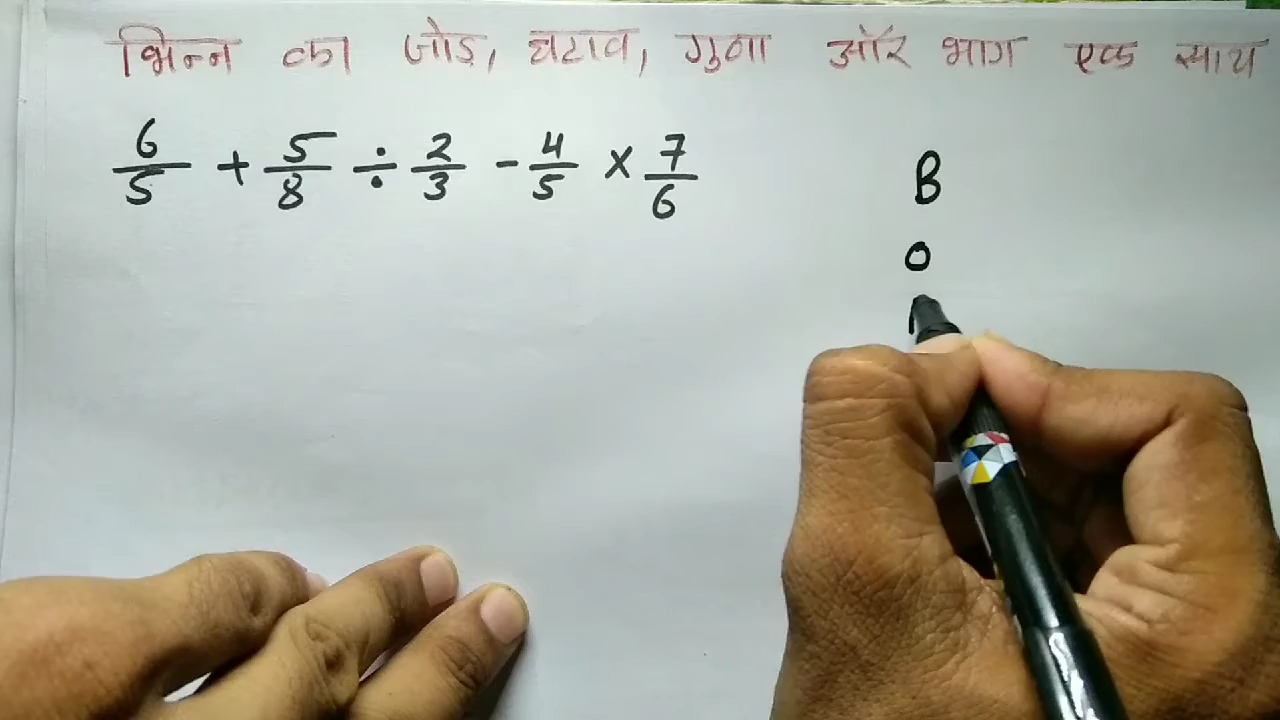 भिन्न का जोड़, घटाव, गुना और भाग एक साथ
6/5 + 5/8 ÷ 2/3 - 4/5 × 7/6
B
O